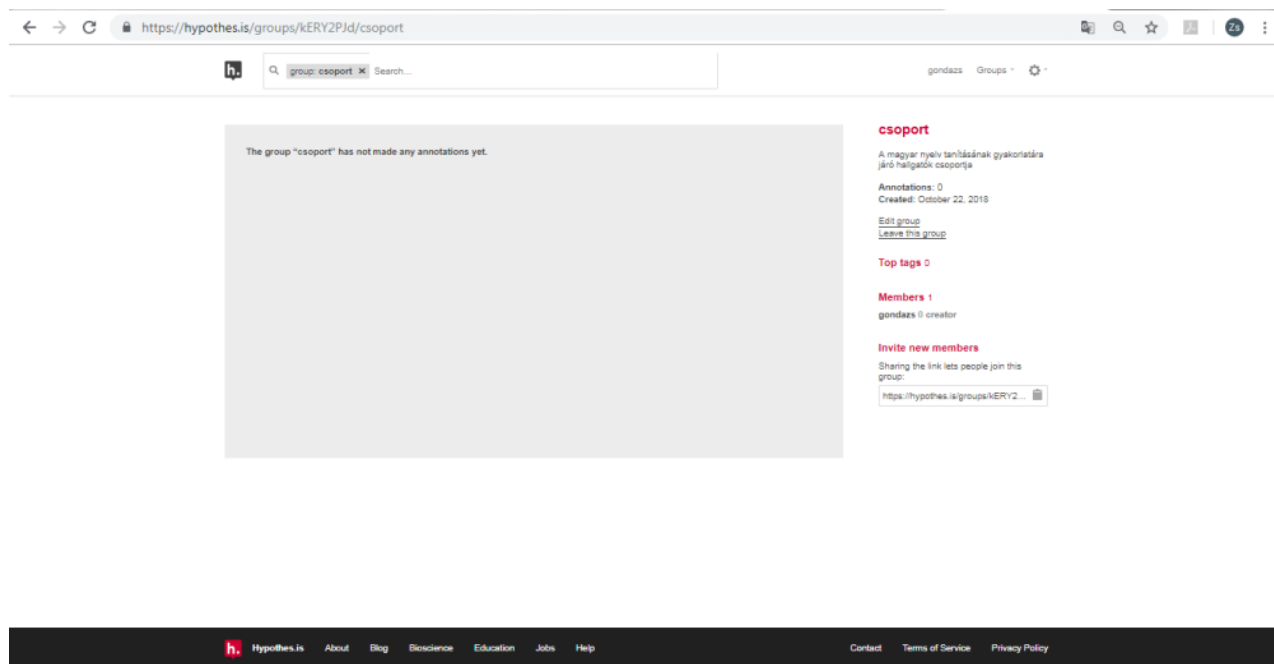 https://hypothes.is/groups/kERY2PJd/csoport
Zs
h.
group: csoport × Search...
gondazs Groups
The group "csoport" has not made any annotations yet.
csoport
A magyar nyelv tanításának gyakorlatára
járó hallgatók csoportja
Annotations: 0
Created: October 22, 2018
Edit group
Leave this group
Top tags 0
Members 1
gondazs 0 creator
Invite new members
Sharing the link lets people join this
group:
https://hypothes.is/groups/kERY2...
h. Hypothes.is About Blog Bioscience Education Jobs Help Contact Terms of Service Privacy Policy